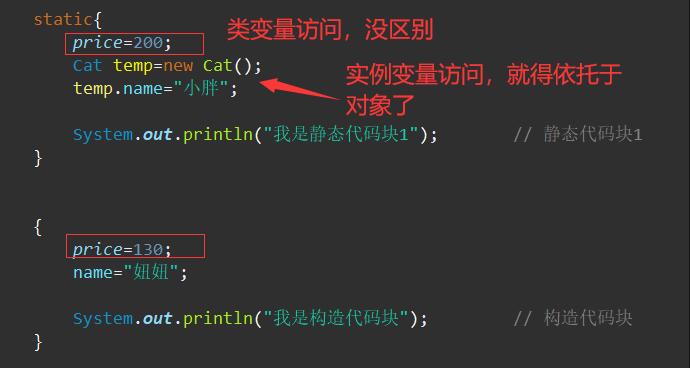 static{
price=200;
类变量访问，没区别
Cat temp=new Cat();
temp.name="小胖";
实例变量访问，就得依托于
对象了
System.out.println("我是静态代码块1"); // 静态代码块1
}
{
price=130;
name="妞妞";
System.out.println("我是构造代码块"); // 构造代码块
}